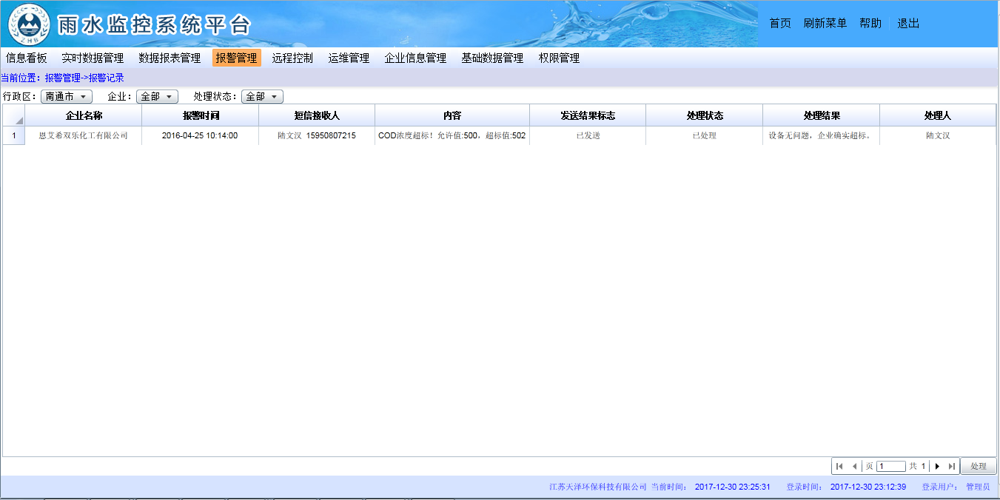 雨水监控系统平台
ZHB
首页 刷新菜单 帮助 退出
信息看板 实时数据管理 数据报表管理 报警管理 远程控制 运维管理 企业信息管理 基础数据管理 权限管理
当前位置：报警管理->报警记录
行政区： 南通市 企业： 全部 处理状态： 全部
企业名称 报警时间 短信接收人 内容 发送结果标志 处理状态 处理结果 处理人
1 恩艾希双乐化工有限公司 2016-04-25 10:14:00 陆文汉 15950807215 COD浓度超标！允许值:500，超标值:502 已发送 已处理 设备无问题，企业确实超标。 陆文汉
页 1 共 1 处理
江苏天泽环保科技有限公司 当前时间： 2017-12-30 23:25:31 登录时间： 2017-12-30 23:12:39 登录用户： 管理员